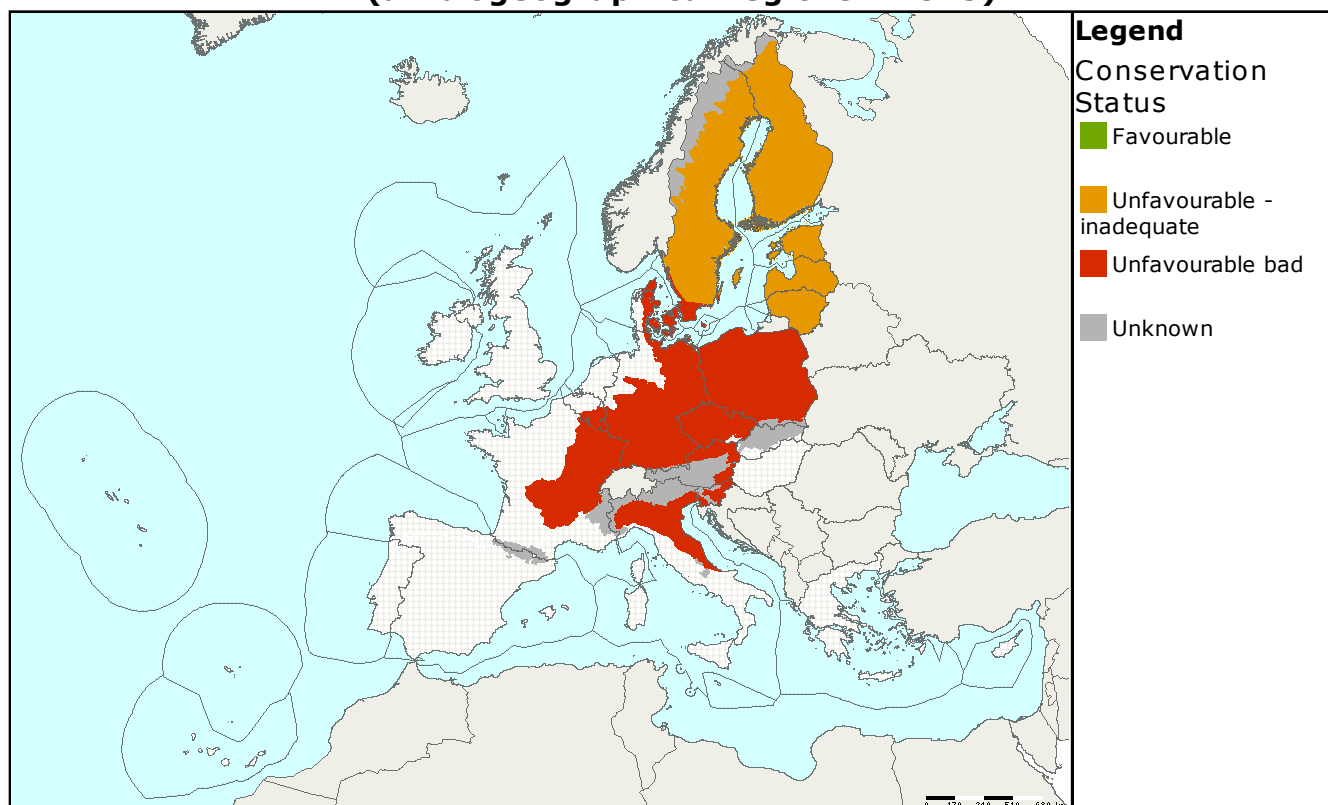 Legend
Conservation
Status
Favourable
Unfavourable -
inadequate
Unfavourable bad
Unknown